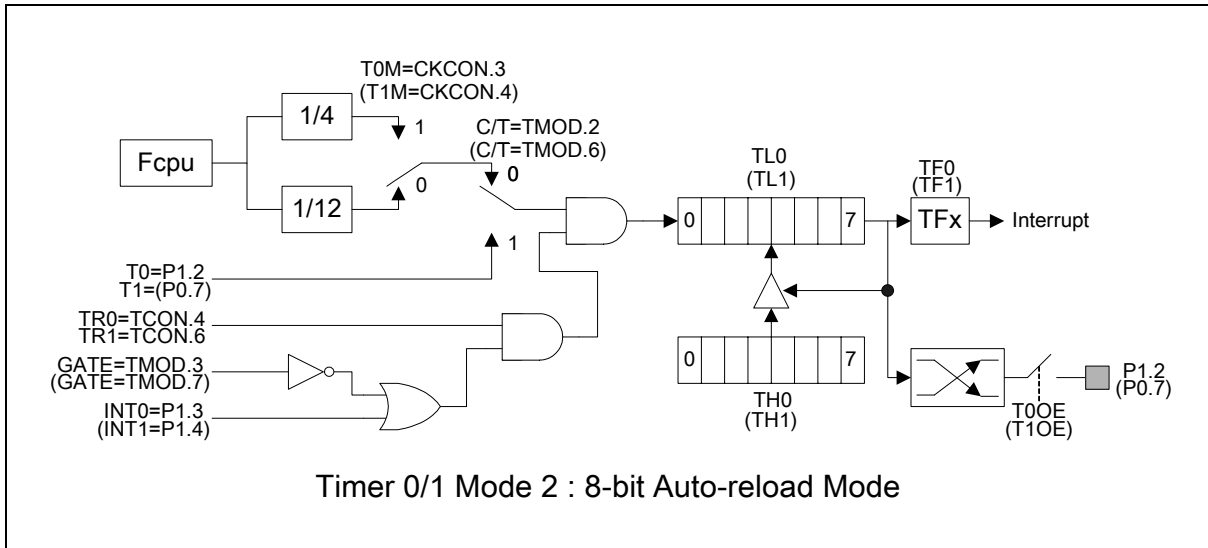 T0M=CKCON.3
(T1M=CKCON.4)
1/4
1
C/T=TMOD.2
(C/T=TMOD.6)
Fcpu
0
0
1/12
1
TL0
(TL1)
TF0
(TF1)
0 7
TFx
Interrupt
T0=P1.2
T1=(P0.7)
TR0=TCON.4
TR1=TCON.6
GATE=TMOD.3
(GATE=TMOD.7)
INT0=P1.3
(INT1=P1.4)
0 7
TH0
(TH1)
P1.2
(P0.7)
T0OE
(T1OE)
Timer 0/1 Mode 2 : 8-bit Auto-reload Mode